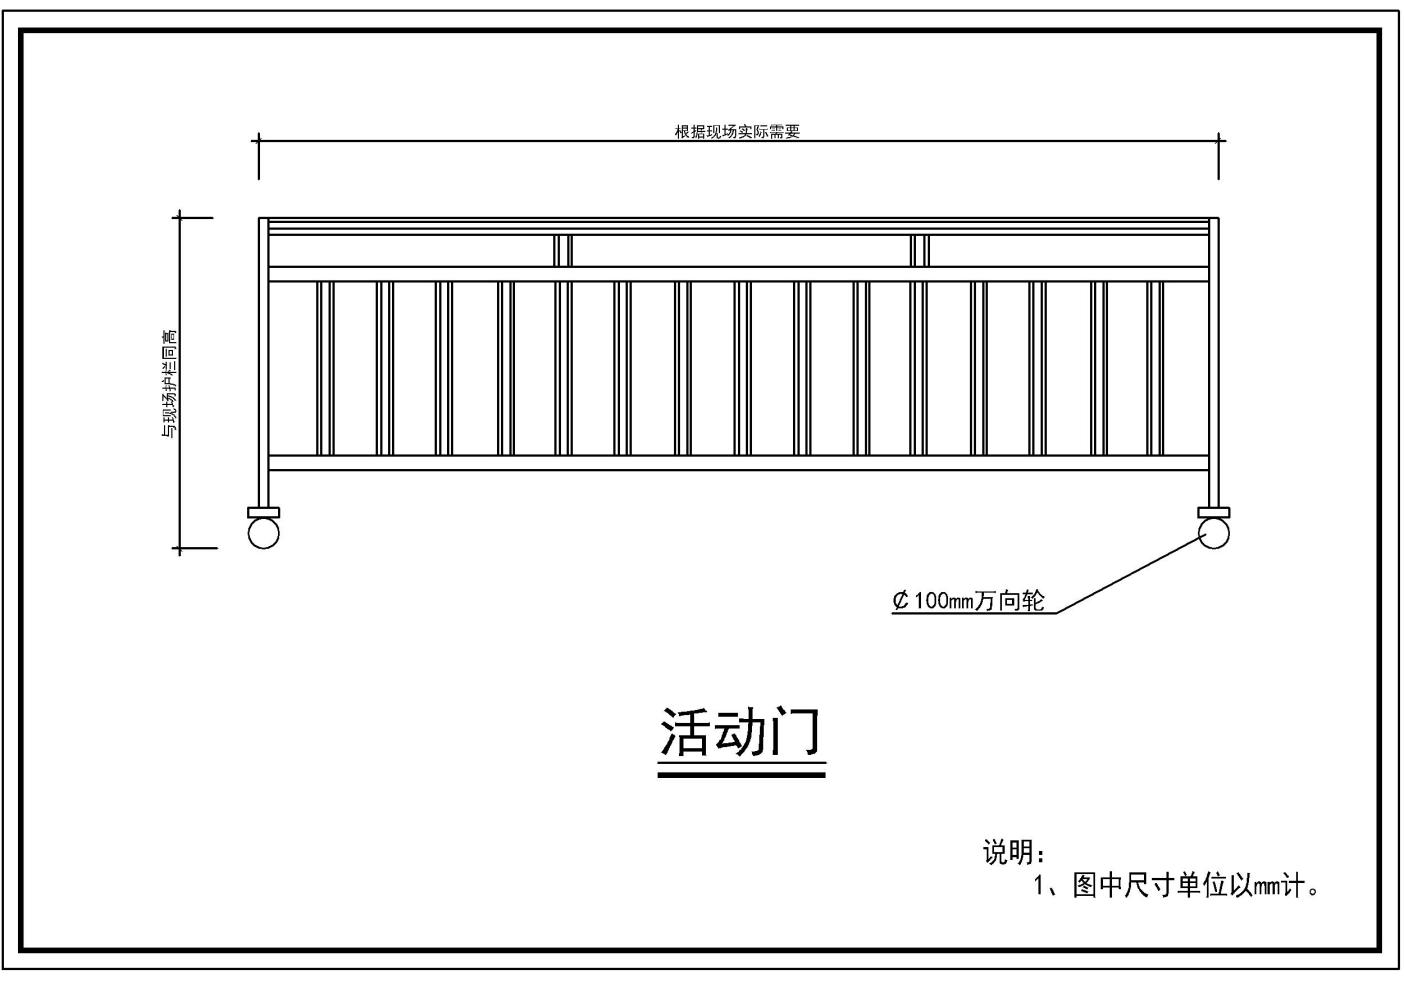 根据现场实际需要
与现场护栏同高
₡100mm万向轮
活动门
说明：
1、图中尺寸单位以mm计。